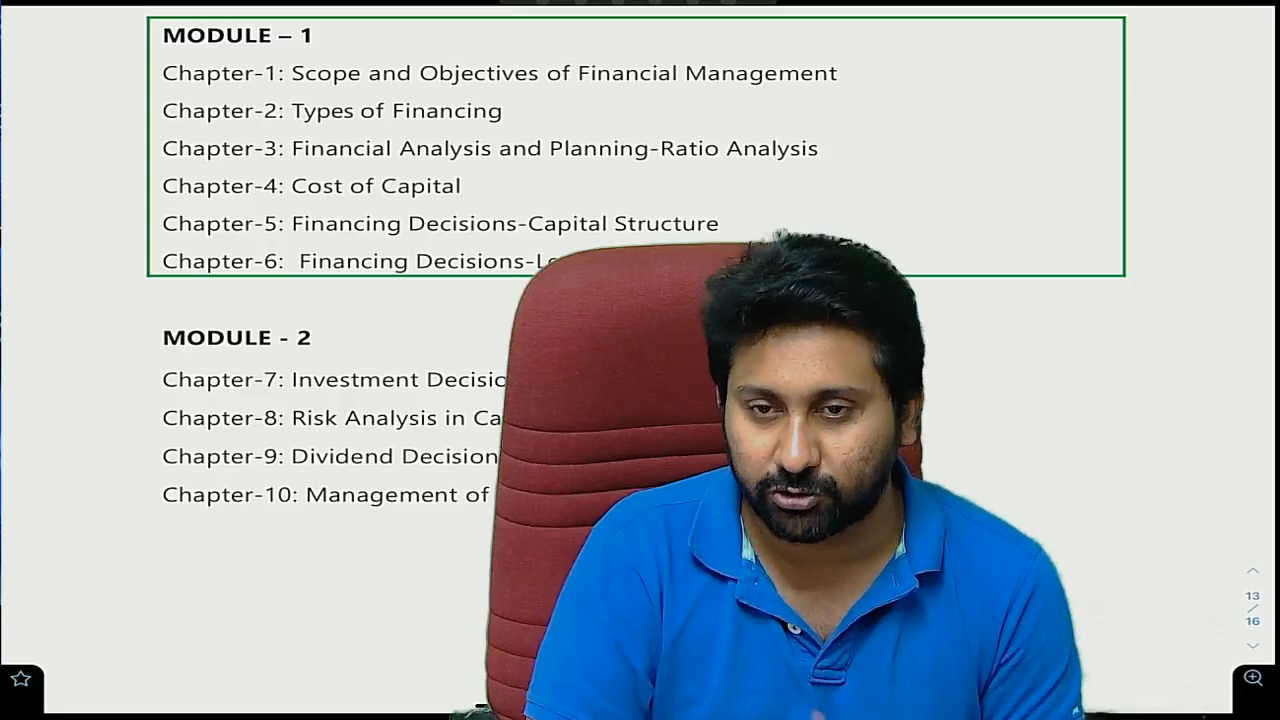 MODULE – 1
Chapter-1: Scope and Objectives of Financial Management
Chapter-2: Types of Financing
Chapter-3: Financial Analysis and Planning-Ratio Analysis
Chapter-4: Cost of Capital
Chapter-5: Financing Decisions-Capital Structure
Chapter-6: Financing Decisions-
MODULE - 2
Chapter-7: Investment
Chapter-8: Risk Analysis in
Chapter-9: Dividend Decision
Chapter-10: Management of
13
/
16